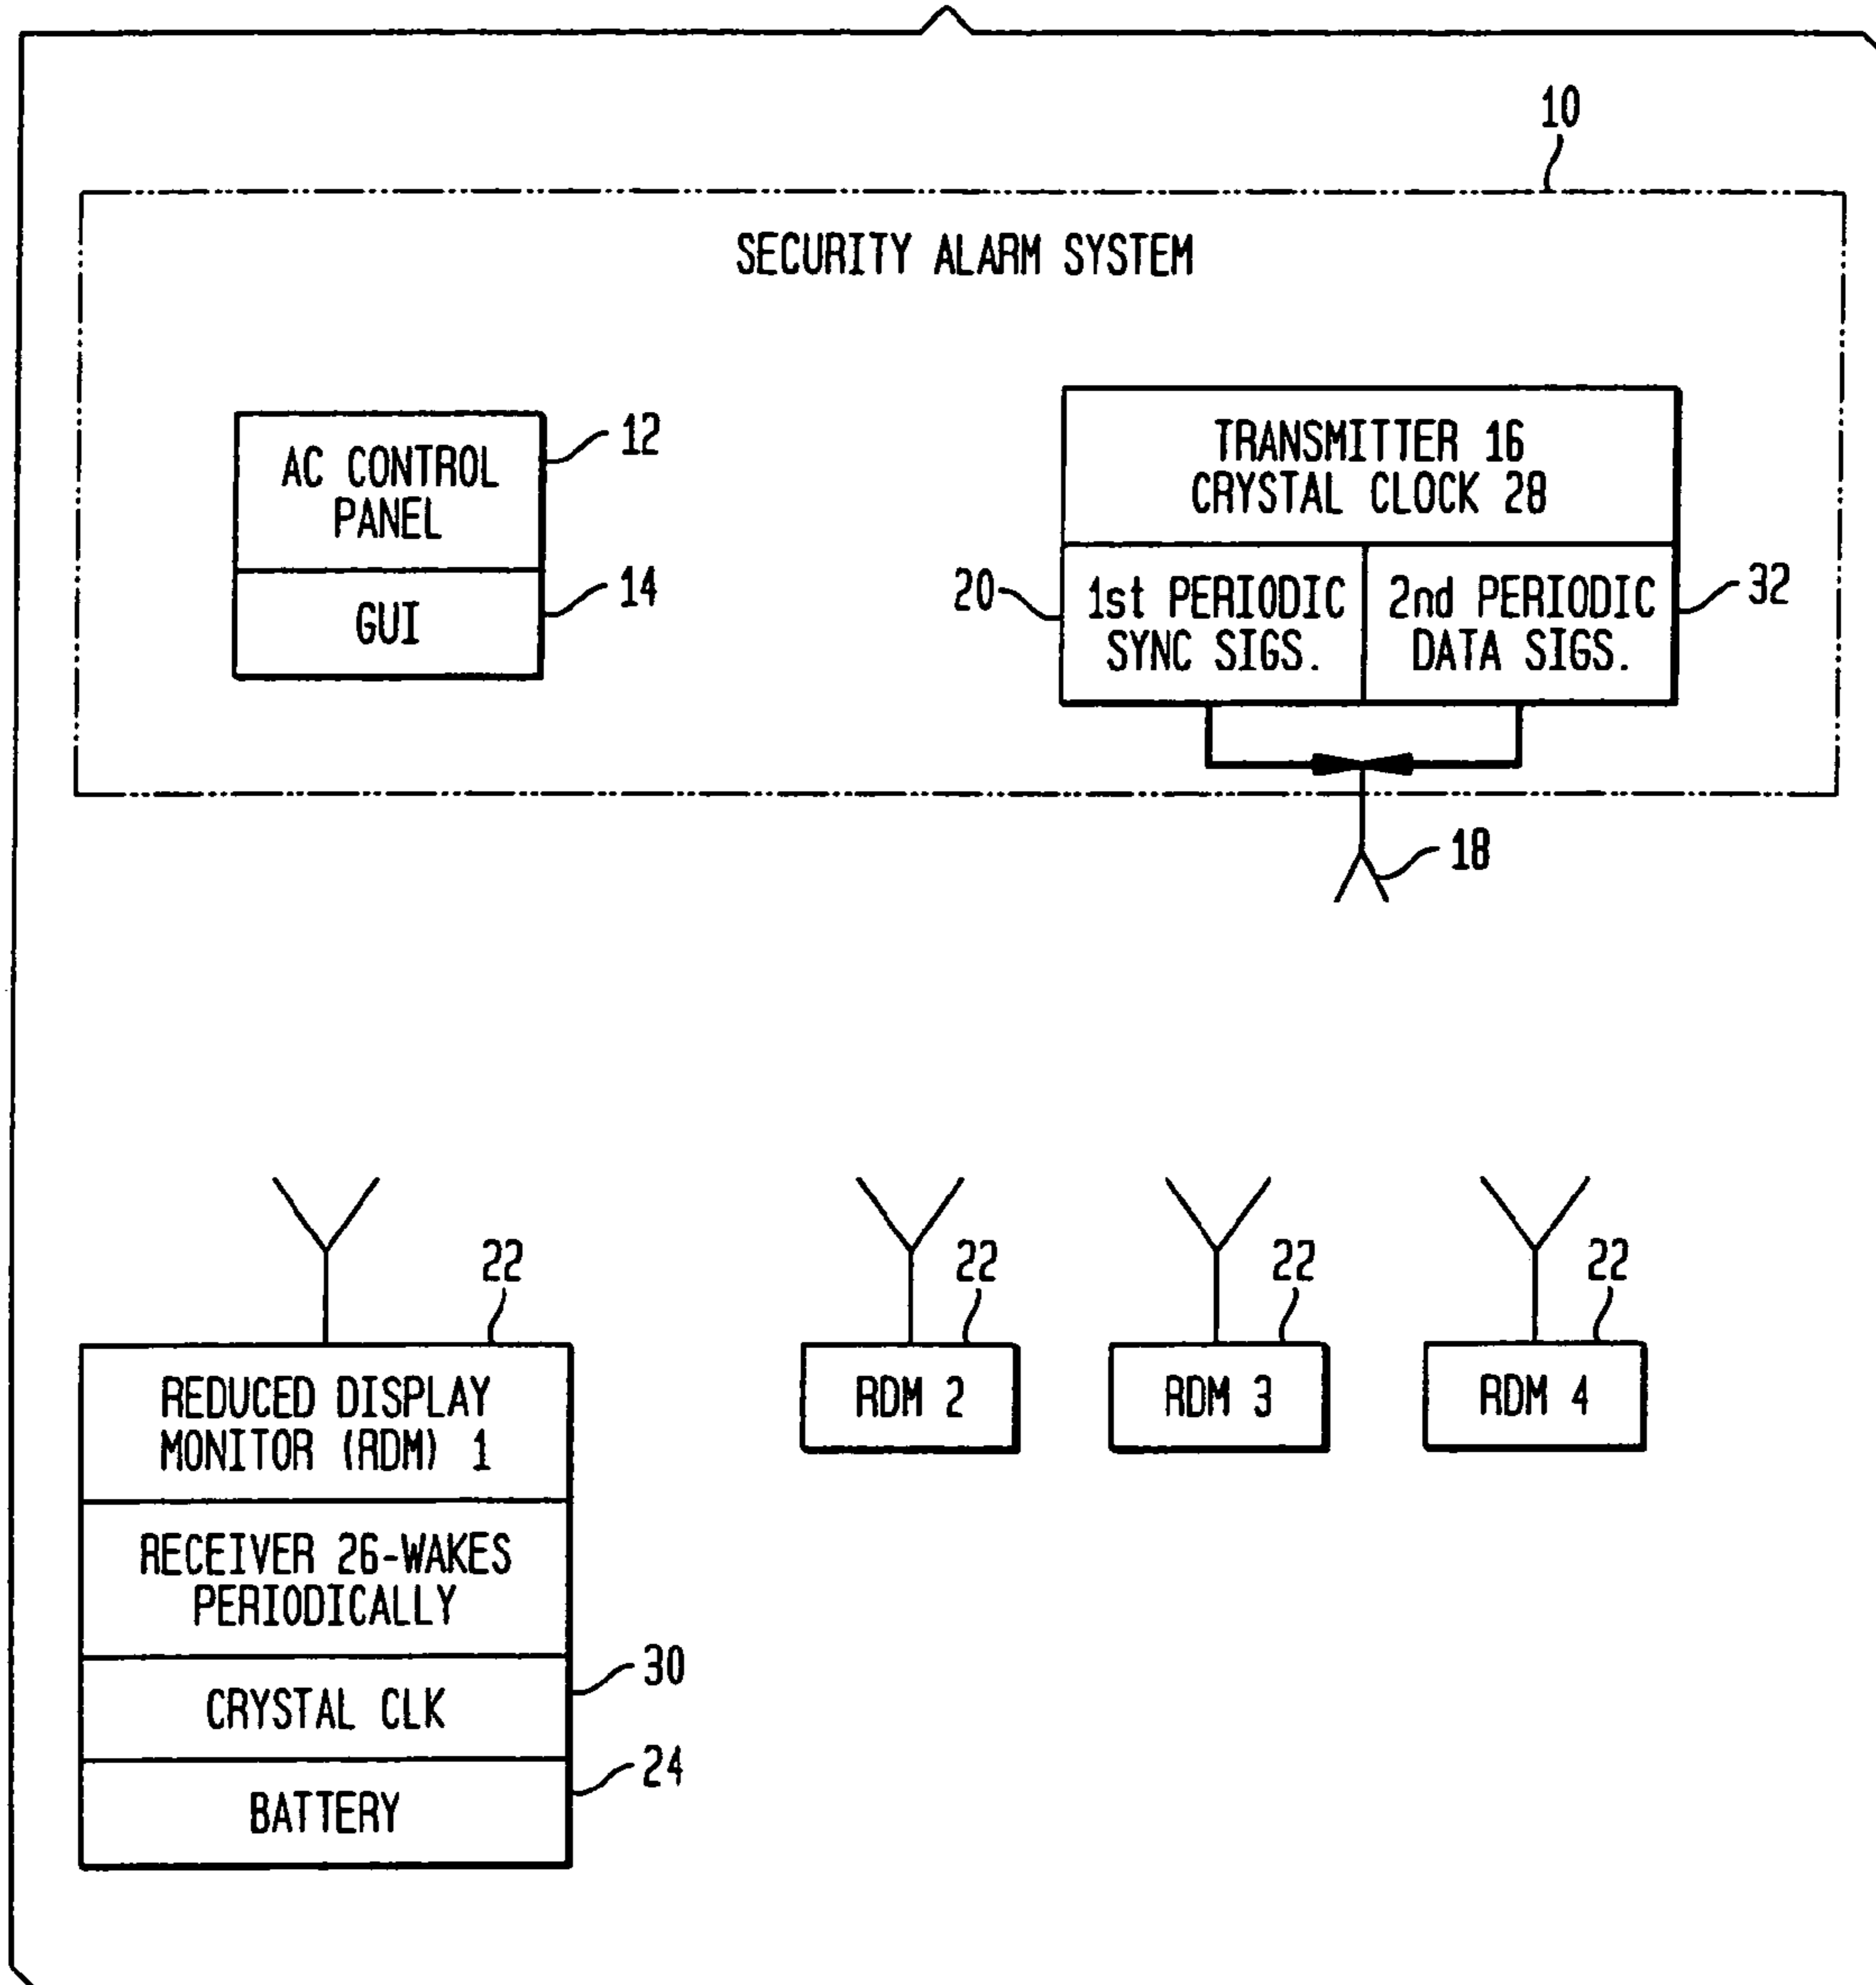 10
SECURITY ALARM SYSTEM
AC CONTROL
PANEL
12
GUI
14
TRANSMITTER 16
CRYSTAL CLOCK 28
20
1st PERIODIC
SYNC SIGS.
2nd PERIODIC
DATA SIGS.
32
18
22
REDUCED DISPLAY
MONITOR (RDM) 1
RECEIVER 26-WAKES
PERIODICALLY
CRYSTAL CLK
30
BATTERY
24
22
RDM 2
22
RDM 3
22
RDM 4